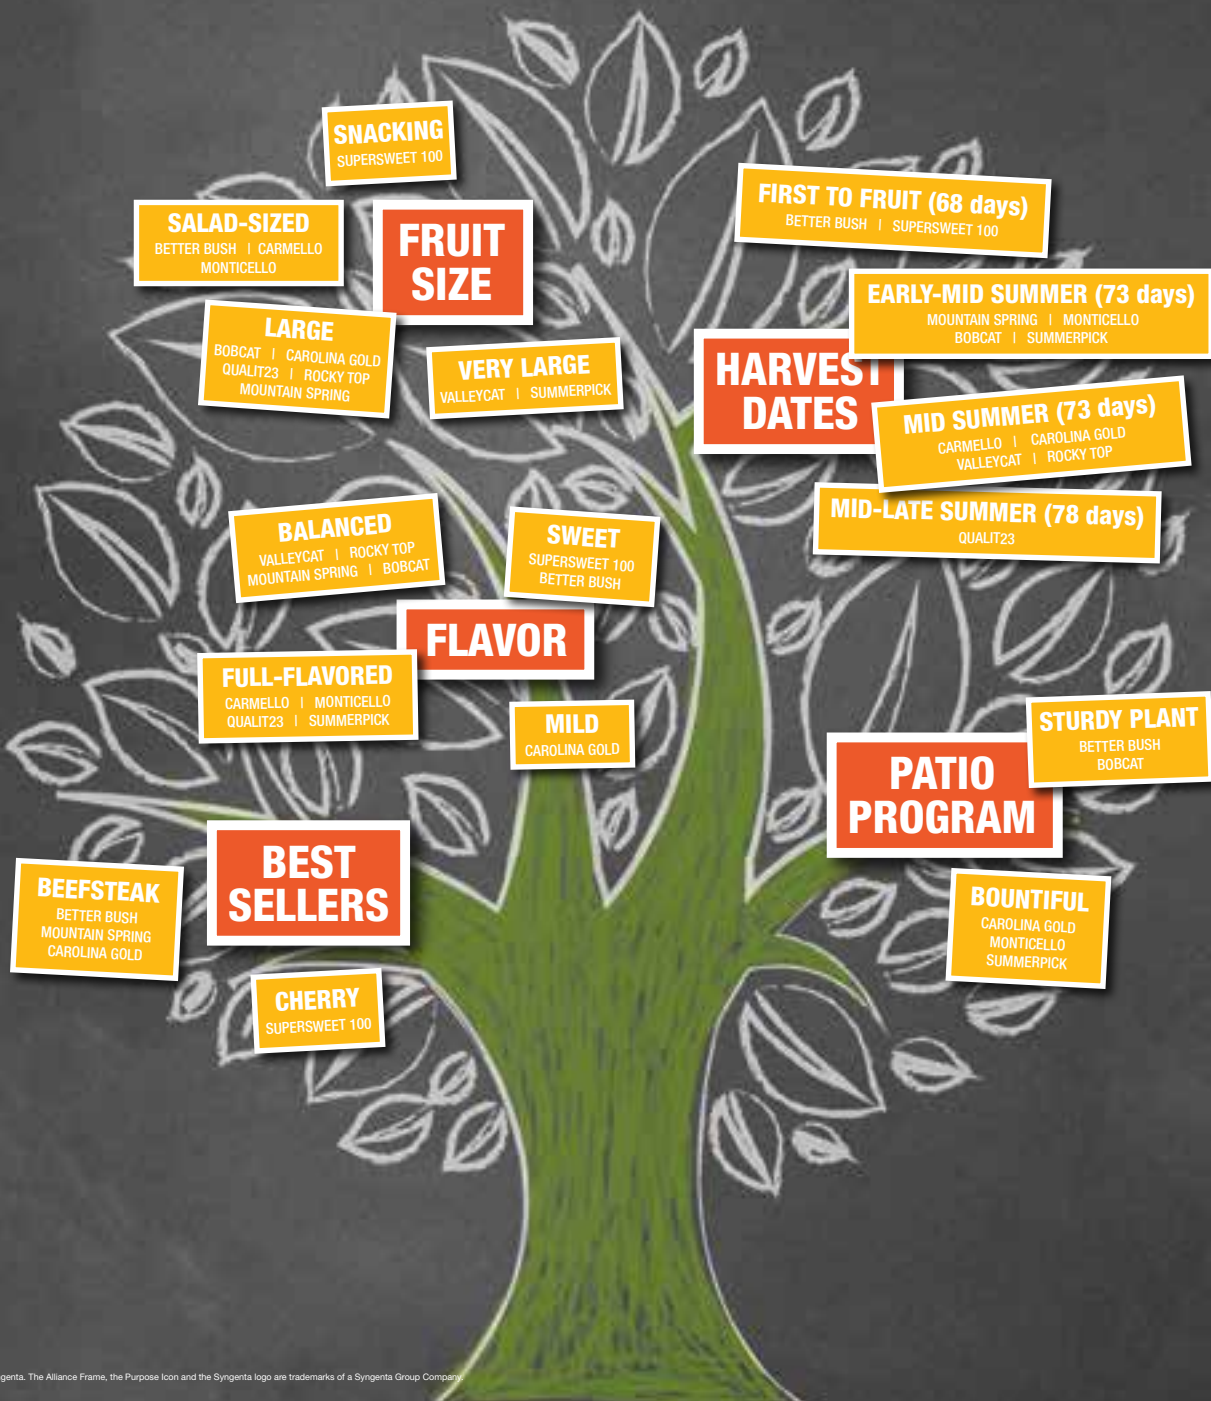 SNACKING
SUPERSWEET 100
SALAD-SIZED
BETTER BUSH | CARMELLO
MONTICELLO
FRUIT
SIZE
LARGE
BOBCAT | CAROLINA GOLD
QUALIT23 | ROCKY TOP
MOUNTAIN SPRING
VERY LARGE
VALLEYCAT | SUMMERPICK
FIRST TO FRUIT (68 days)
BETTER BUSH | SUPERSWEET 100
EARLY-MID SUMMER (73 days)
MOUNTAIN SPRING | MONTICELLO
BOBCAT | SUMMERPICK
HARVEST
DATES
MID SUMMER (73 days)
CARMELLO | CAROLINA GOLD
VALLEYCAT | ROCKY TOP
MID-LATE SUMMER (78 days)
QUALIT23
BALANCED
VALLEYCAT | ROCKY TOP
MOUNTAIN SPRING | BOBCAT
SWEET
SUPERSWEET 100
BETTER BUSH
FLAVOR
FULL-FLAVORED
CARMELLO | MONTICELLO
QUALIT23 | SUMMERPICK
MILD
CAROLINA GOLD
STURDY PLANT
BETTER BUSH
BOBCAT
PATIO
PROGRAM
BOUNTIFUL
CAROLINA GOLD
MONTICELLO
SUMMERPICK
BEST
SELLERS
BEEFSTEAK
BETTER BUSH
MOUNTAIN SPRING
CAROLINA GOLD
CHERRY
SUPERSWEET 100
genta. The Alliance Frame, the Purpose Icon and the Syngenta logo are trademarks of a Syngenta Group Company.